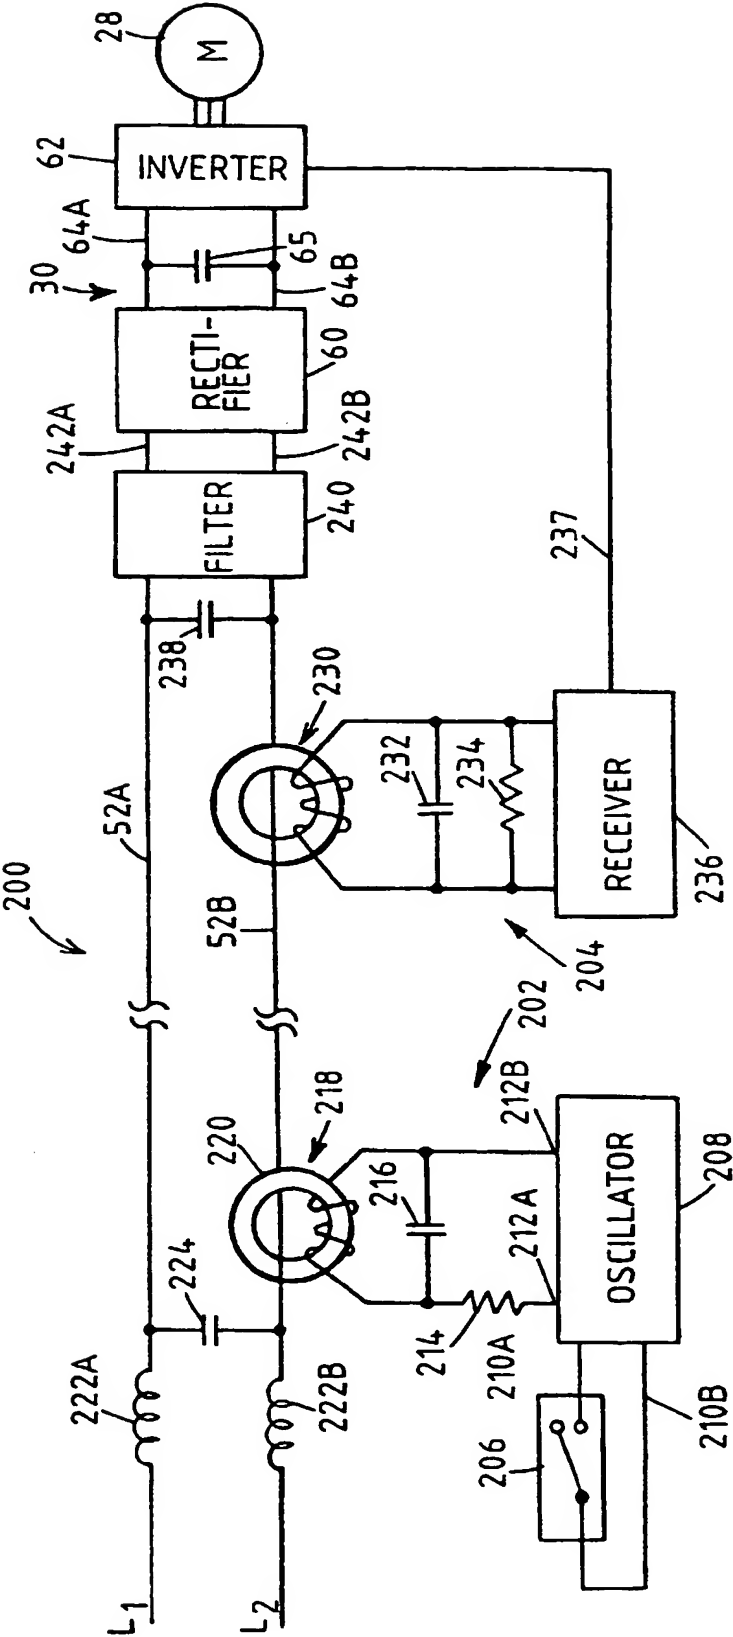 200
L1
L2
222A
222B
224
220
218
52A
52B
230
238
FILTER
240
242A
242B
RECTI-
FIER
60
30
64A
64B
65
INVERTER
62
M
28
206
210A
210B
OSCILLATOR
208
212A
212B
214
216
202
204
232
234
RECEIVER
236
237